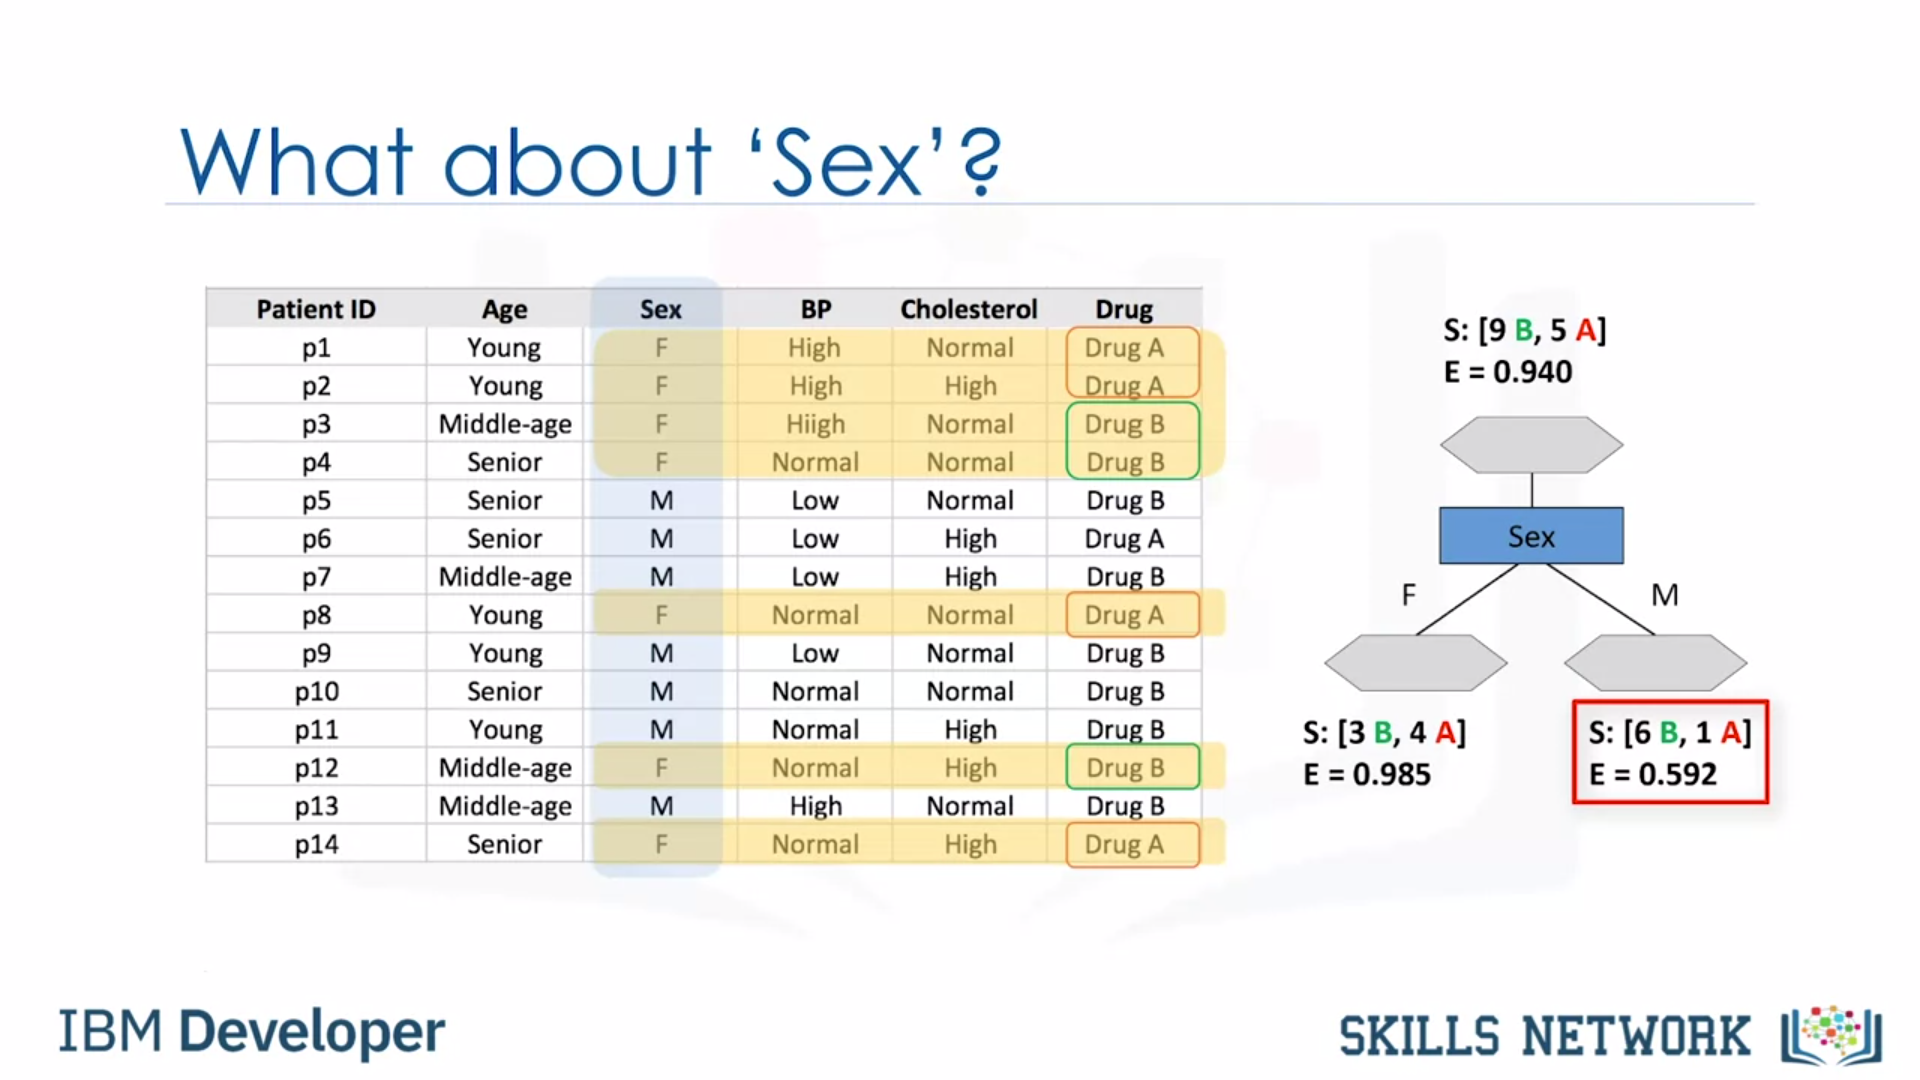 What about ‘Sex’?
Patient ID Age Sex BP Cholesterol Drug
p1 Young F High Normal Drug A
p2 Young F High High Drug A
p3 Middle-age F Hiigh Normal Drug B
p4 Senior F Normal Normal Drug B
p5 Senior M Low Normal Drug B
p6 Senior M Low High Drug A
p7 Middle-age M Low High Drug B
p8 Young F Normal Normal Drug A
p9 Young M Low Normal Drug B
p10 Senior M Normal Normal Drug B
p11 Young M Normal High Drug B
p12 Middle-age F Normal High Drug B
p13 Middle-age M High Normal Drug B
p14 Senior F Normal High Drug A
S: [9 B, 5 A]
E = 0.940
Sex
F M
S: [3 B, 4 A]
E = 0.985
S: [6 B, 1 A]
E = 0.592
IBM Developer
SKILLS NETWORK